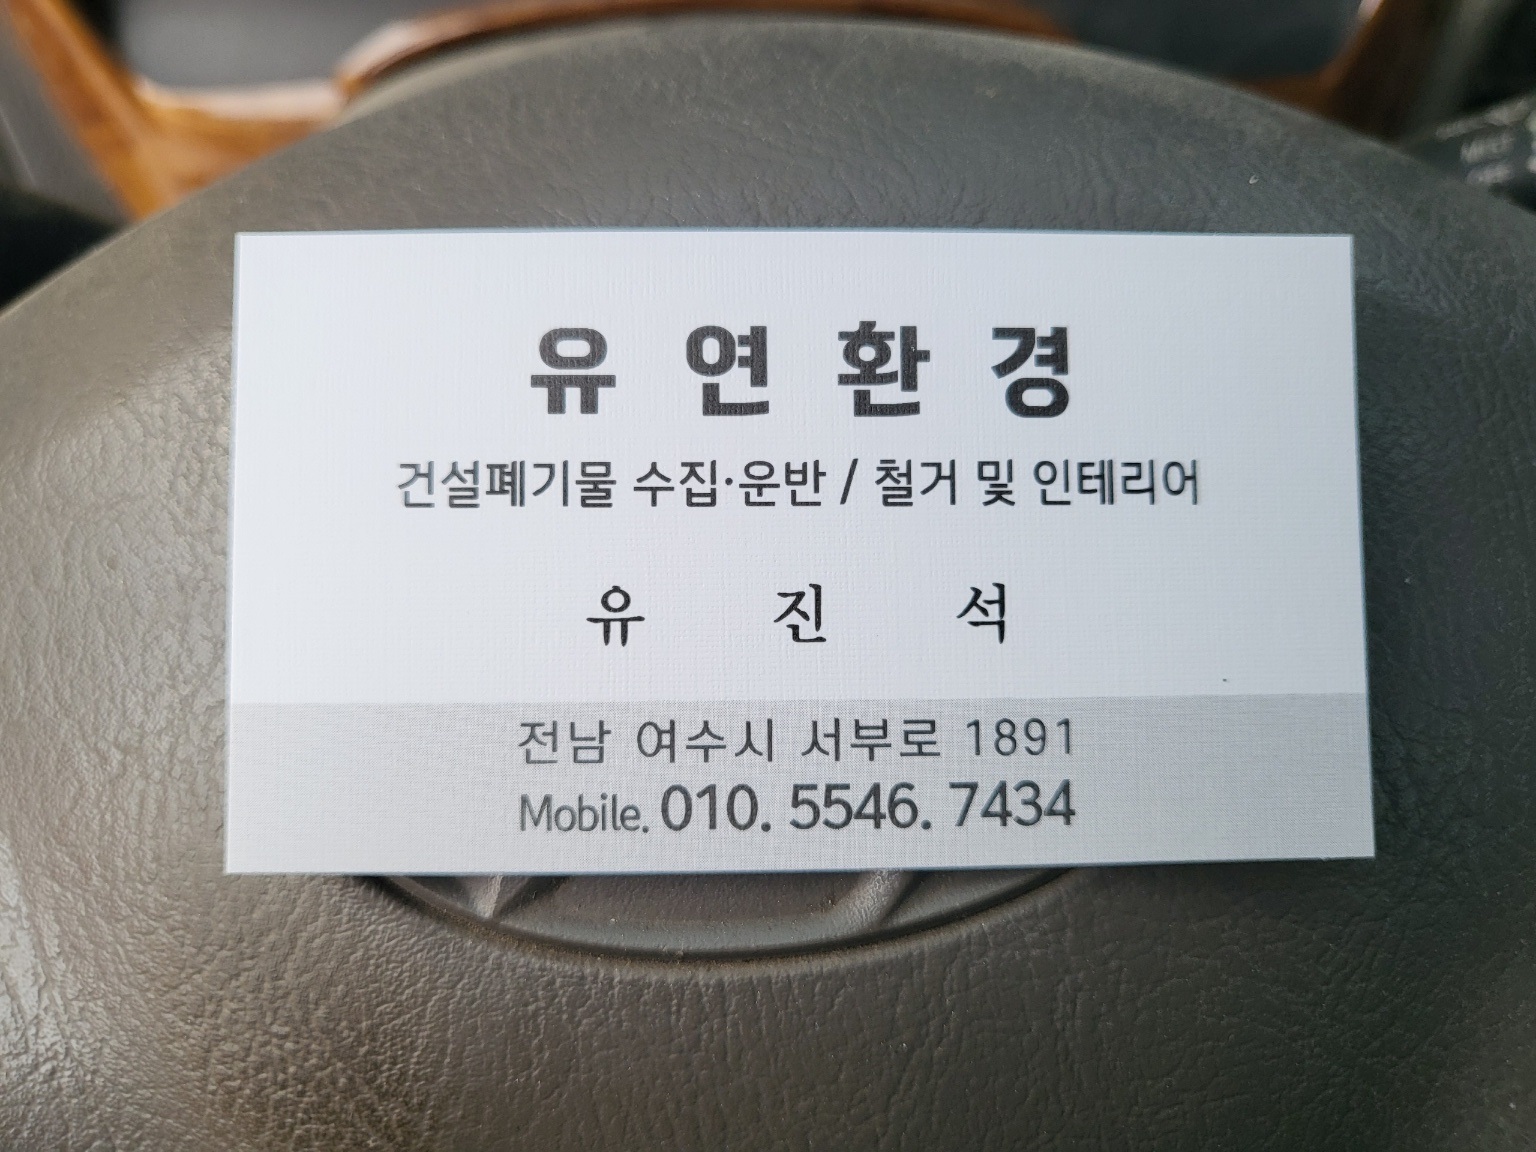 유연환경
건설폐기물 수집·운반 / 철거 및 인테리어
유 진 석
전남 여수시 서부로 1891
Mobile. 010. 5546. 7434